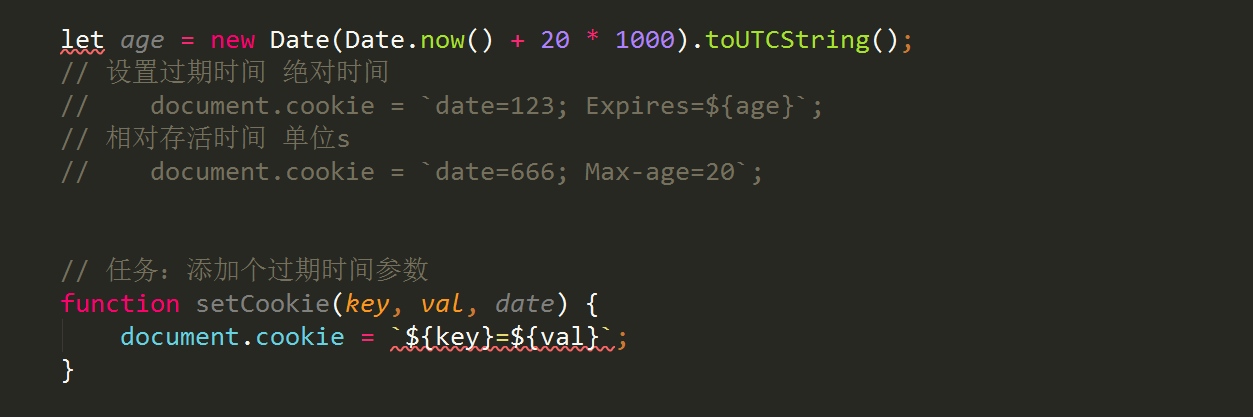 let age = new Date(Date.now() + 20 * 1000).toUTCString();
// 设置过期时间 绝对时间
//    document.cookie = `date=123; Expires=${age}`;
// 相对存活时间 单位s
//    document.cookie = `date=666; Max-age=20`;
// 任务：添加个过期时间参数
function setCookie(key, val, date) {
    document.cookie = `${key}=${val}`;
}